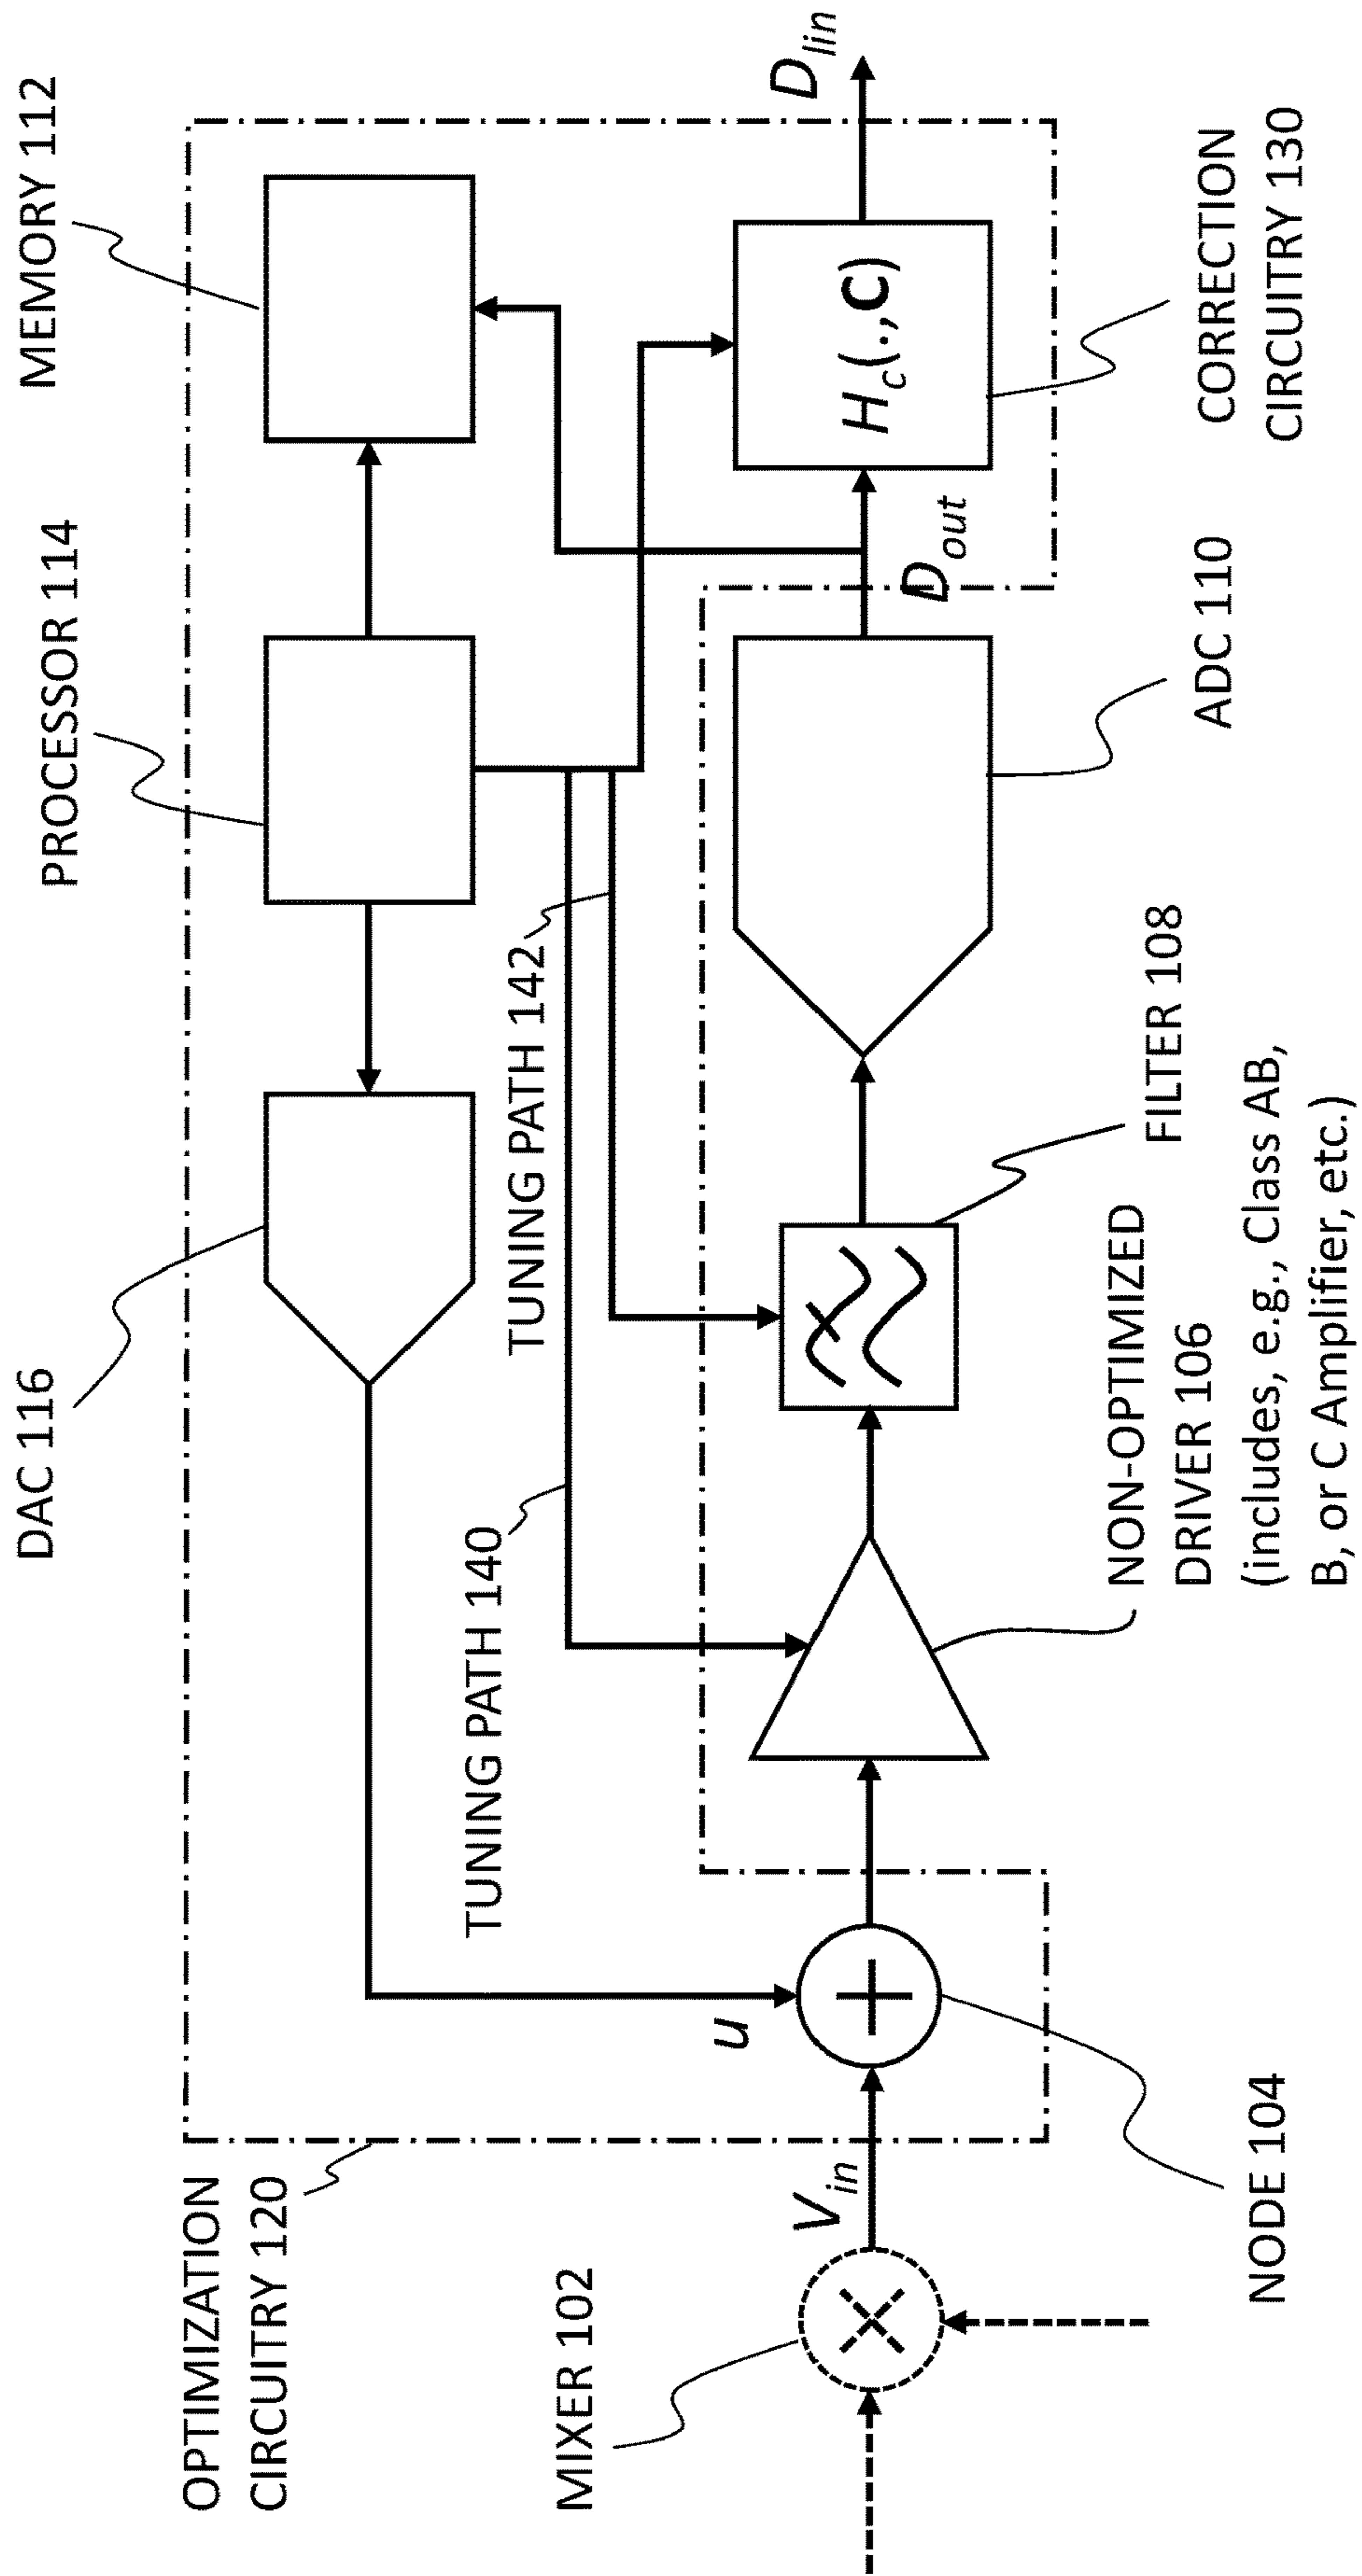 DAC 116
PROCESSOR 114
MEMORY 112
OPTIMIZATION
CIRCUITRY 120
TUNING PATH 140
TUNING PATH 142
u
MIXER 102
V_in
D_out
H_c(.,C)
D_lin
NODE 104
NON-OPTIMIZED
DRIVER 106
(includes, e.g., Class AB,
B, or C Amplifier, etc.)
FILTER 108
ADC 110
CORRECTION
CIRCUITRY 130